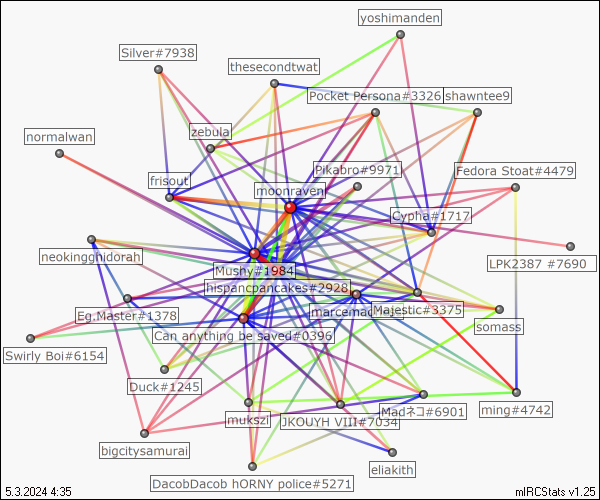 yoshimanden
Silver#7938
thesecondtwat
Pocket Persona#3326
shawntee9
zebula
normalwan
Pikabro#9971
Fedora Stoat#4479
frisout
moonraven
Cypha#1717
neokingghidorah
LPK2387 #7690
Mushy#1984
hispancpancakes#2928
Eg.Master#1378
Majestic#3375
somass
Can anything be saved#0396
Swirly Boi#6154
Duck#1245
Madネコ#6901
ming#4742
mukszi
JKOUYH VIII#7034
bigcitysamurai
eliakith
DacobDacob hORNY police#5271
5.3.2024 4:35
mIRCStats v1.25